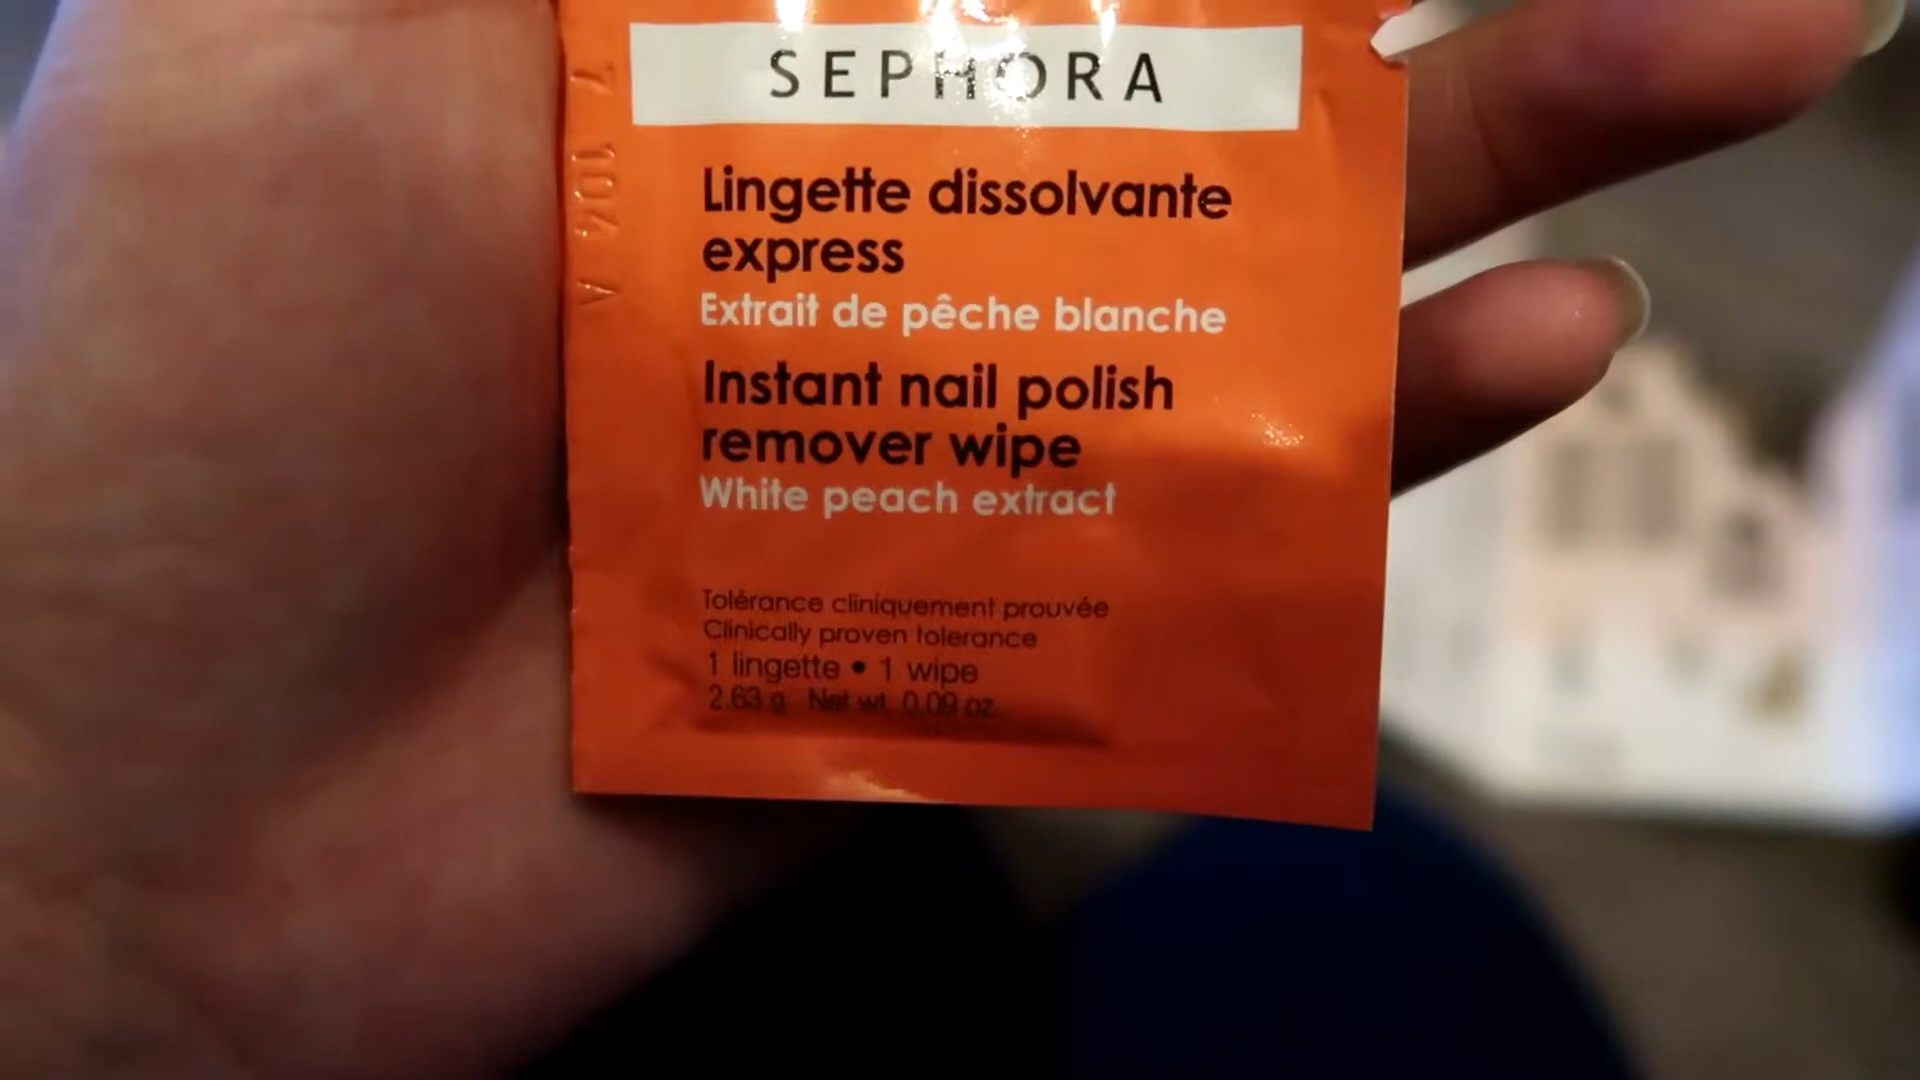 SEPHORA
Lingette dissolvante
express
Extrait de pêche blanche
Instant nail polish
remover wipe
White peach extract
Tolérance cliniquement prouvée
Clinically proven tolerance
1 lingette • 1 wipe
2.63 g Net wt. 0.09 oz